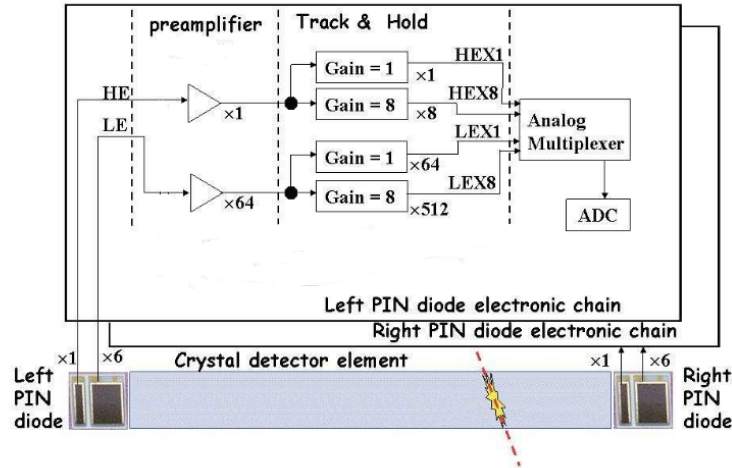 preamplifier
Track & Hold
HE
×1
Gain = 1
×1
HEX1
Gain = 8
×8
HEX8
LE
×64
Gain = 1
×64
LEX1
Gain = 8
×512
LEX8
Analog
Multiplexer
ADC
Left PIN diode electronic chain
Right PIN diode electronic chain
×1
×6
Crystal detector element
×1
×6
Left
PIN
diode
Right
PIN
diode